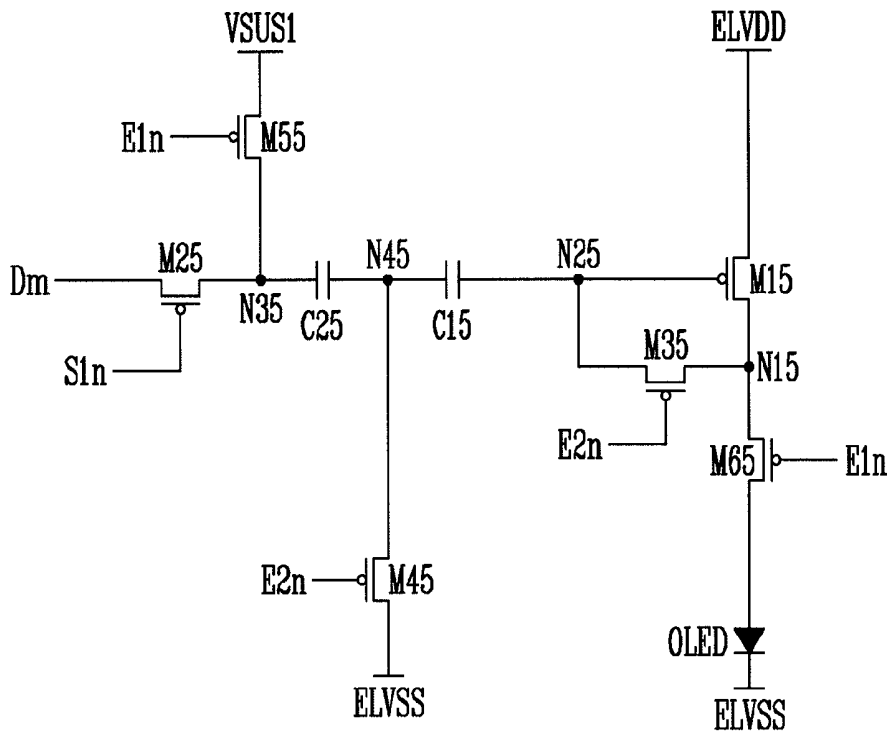 VSUS1
ELVDD
E1n
M55
M25
N45
N25
Dm
N35
C25
C15
M15
S1n
M35
N15
E2n
M65
E1n
E2n
M45
OLED
ELVSS
ELVSS